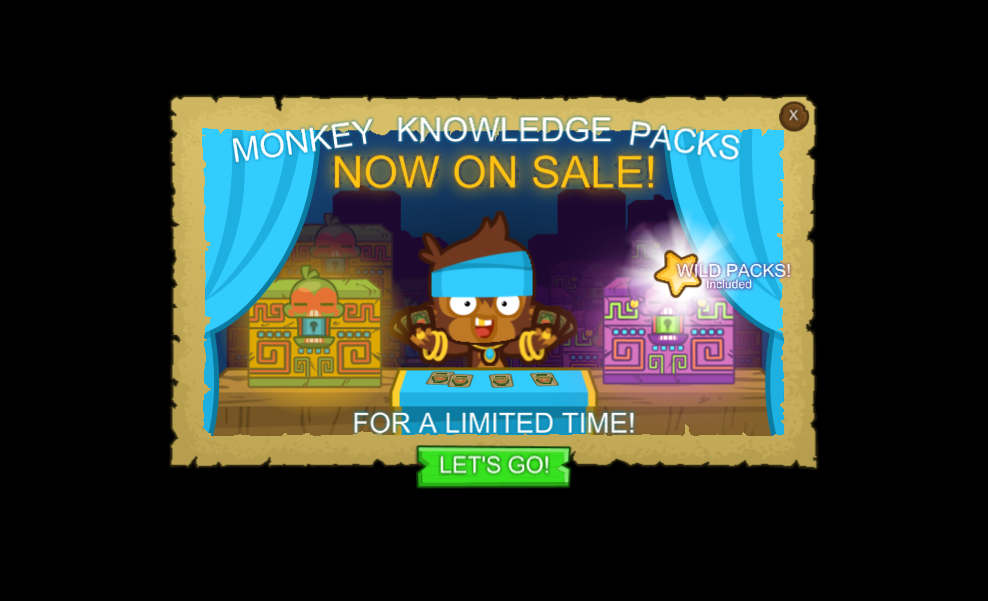 X
MONKEY KNOWLEDGE PACKS
NOW ON SALE!
WILD PACKS!
Included
FOR A LIMITED TIME!
LET'S GO!